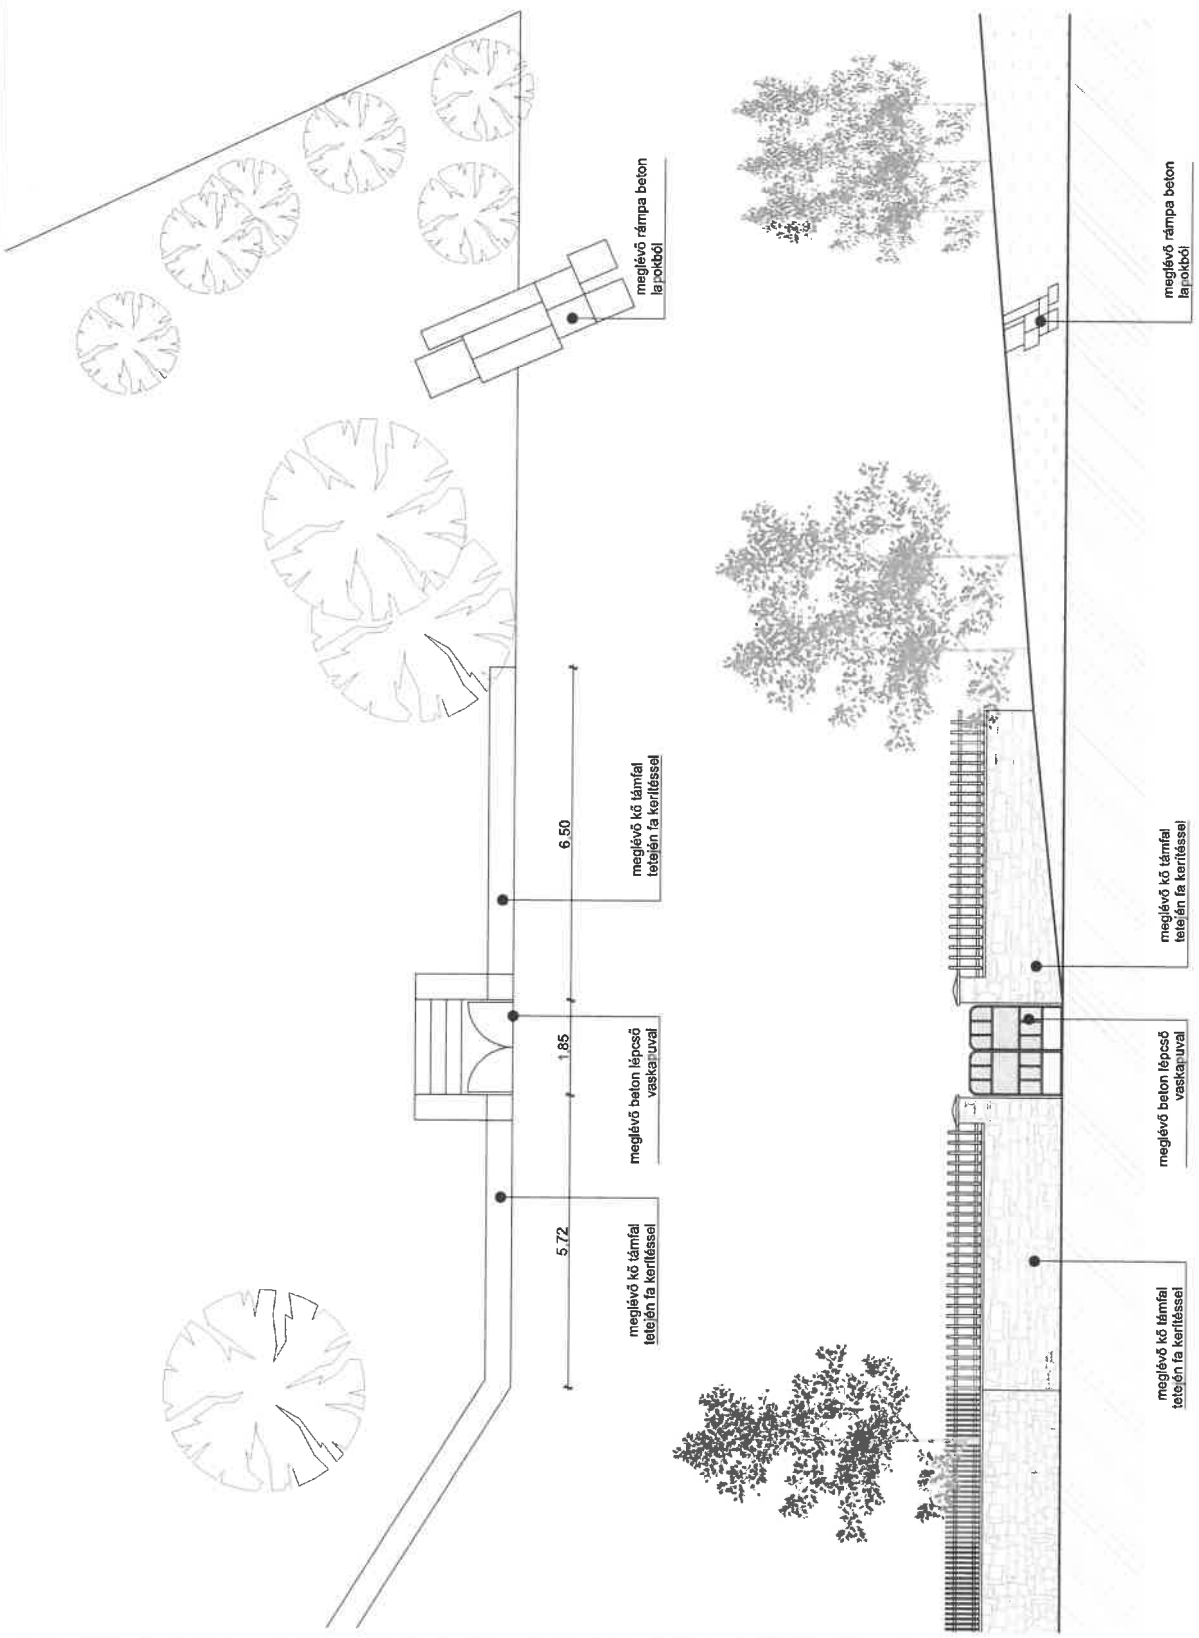 5,72
1,85
6,50
meglévő kő támfal
tetején fa kerítéssel
meglévő beton lépcső
vaskapuval
meglévő kő támfal
tetején fa kerítéssel
meglévő rámpa beton
lapokból
meglévő kő támfal
tetején fa kerítéssel
meglévő beton lépcső
vaskapuval
meglévő kő támfal
tetején fa kerítéssel
meglévő rámpa beton
lapokból